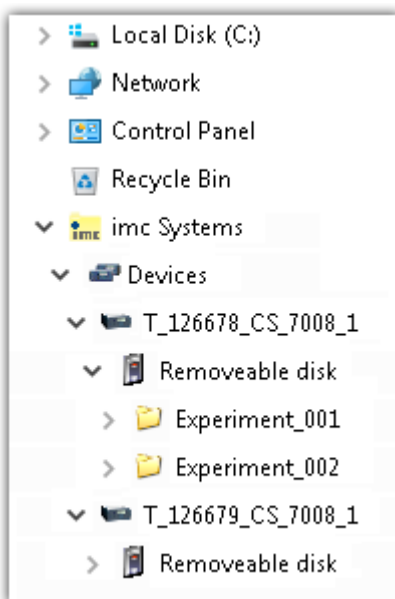 Local Disk (C:)
Network
Control Panel
Recycle Bin
imc Systems
Devices
T_126678_CS_7008_1
Removeable disk
Experiment_001
Experiment_002
T_126679_CS_7008_1
Removeable disk